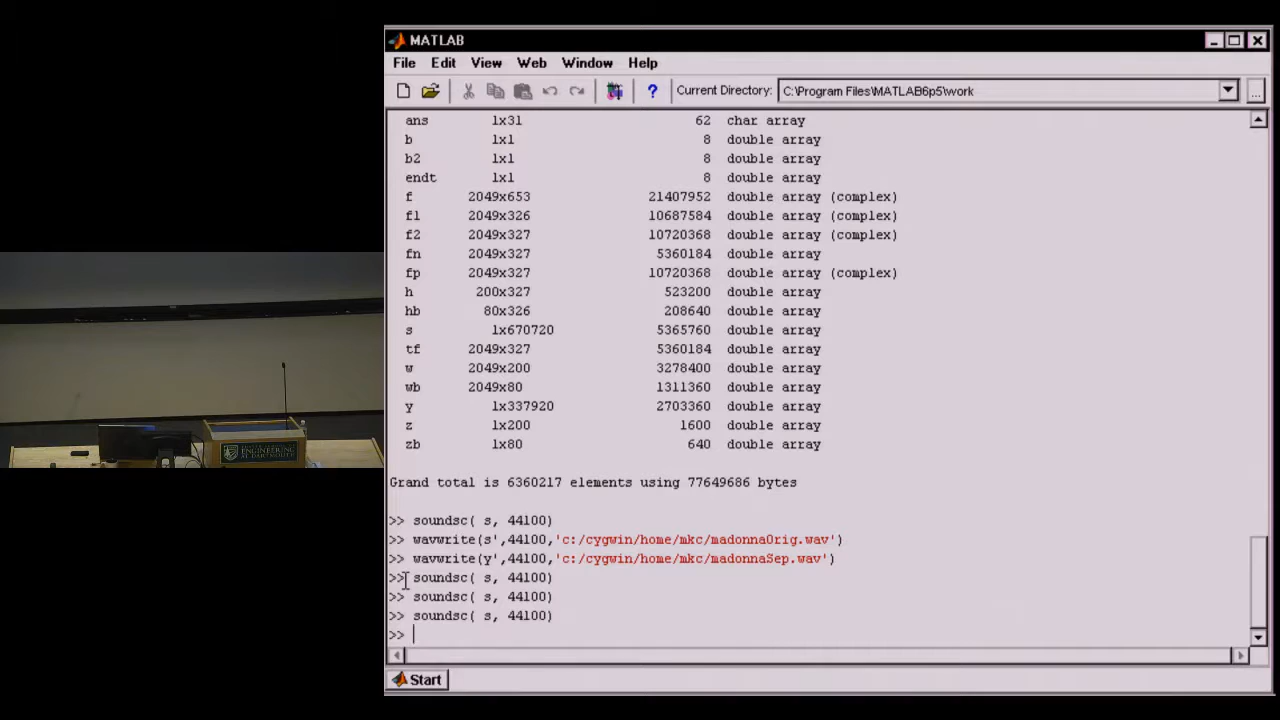 MATLAB
File Edit View Web Window Help
Current Directory: C:\Program Files\MATLAB6p5\work
ans 1x31 62 char array
b 1x1 8 double array
b2 1x1 8 double array
endt 1x1 8 double array
f 2049x653 21407952 double array (complex)
f1 2049x326 10687584 double array (complex)
f2 2049x327 10720368 double array (complex)
fn 2049x327 5360184 double array
fp 2049x327 10720368 double array (complex)
h 200x327 523200 double array
hb 80x326 208640 double array
s 1x670720 5365760 double array
tf 2049x327 5360184 double array
w 2049x200 3278400 double array
wb 2049x80 1311360 double array
y 1x337920 2703360 double array
z 1x200 1600 double array
zb 1x80 640 double array
Grand total is 6360217 elements using 77649686 bytes
>> soundsc( s, 44100)
>> wavwrite(s',44100,'c:/cygwin/home/mkc/madonnaOrig.wav')
>> wavwrite(y',44100,'c:/cygwin/home/mkc/madonnaSep.wav')
>> soundsc( s, 44100)
>> soundsc( s, 44100)
>> soundsc( s, 44100)
>>
Start
ENGINEERING
AT DARTMOUTH